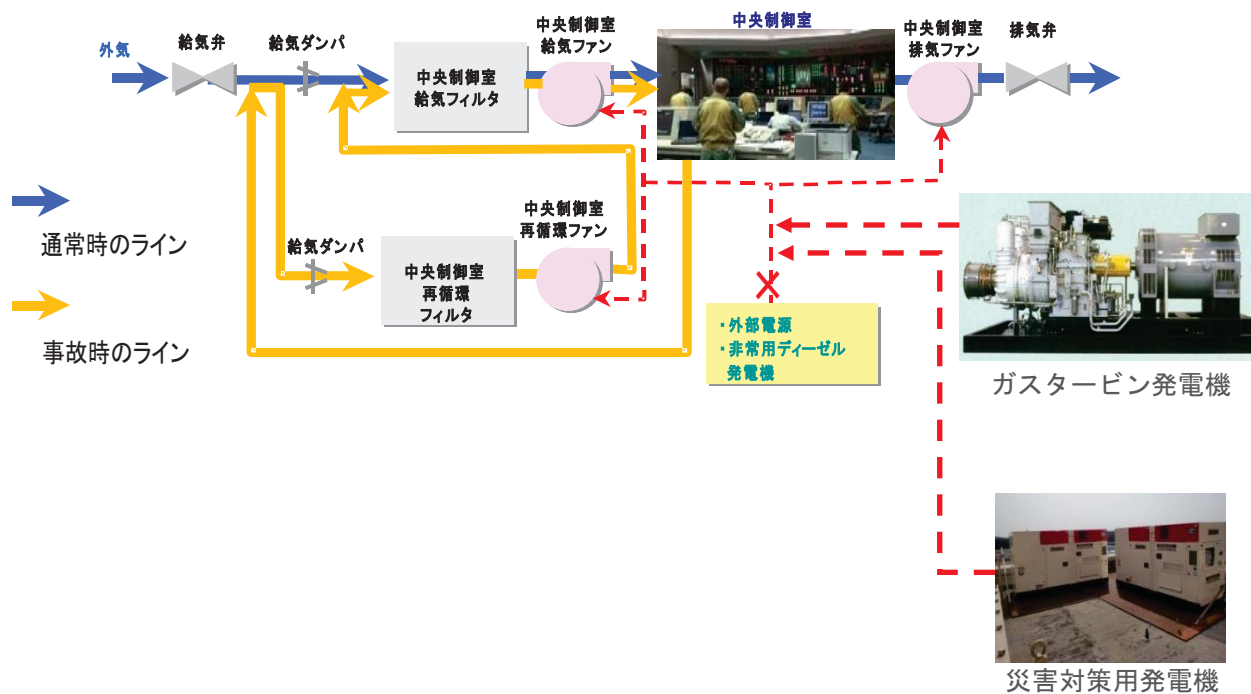 外気
給気弁
給気ダンパ
中央制御室
給気フィルタ
中央制御室
給気ファン
中央制御室
中央制御室
排気ファン
排気弁
通常時のライン
事故時のライン
給気ダンパ
中央制御室
再循環
フィルタ
中央制御室
再循環ファン
・外部電源
・非常用ディーゼル
発電機
ガスタービン発電機
災害対策用発電機